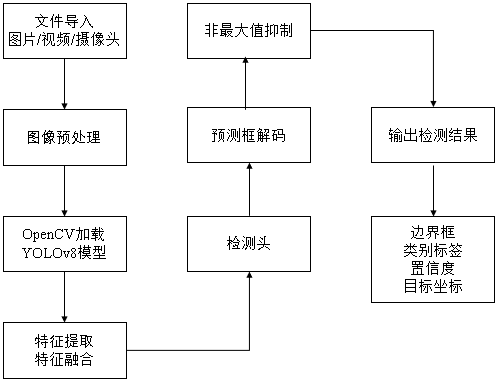 文件导入
图片/视频/摄像头
图像预处理
OpenCV加载
YOLOv8模型
特征提取
特征融合
检测头
预测框解码
非最大值抑制
输出检测结果
边界框
类别标签
置信度
目标坐标